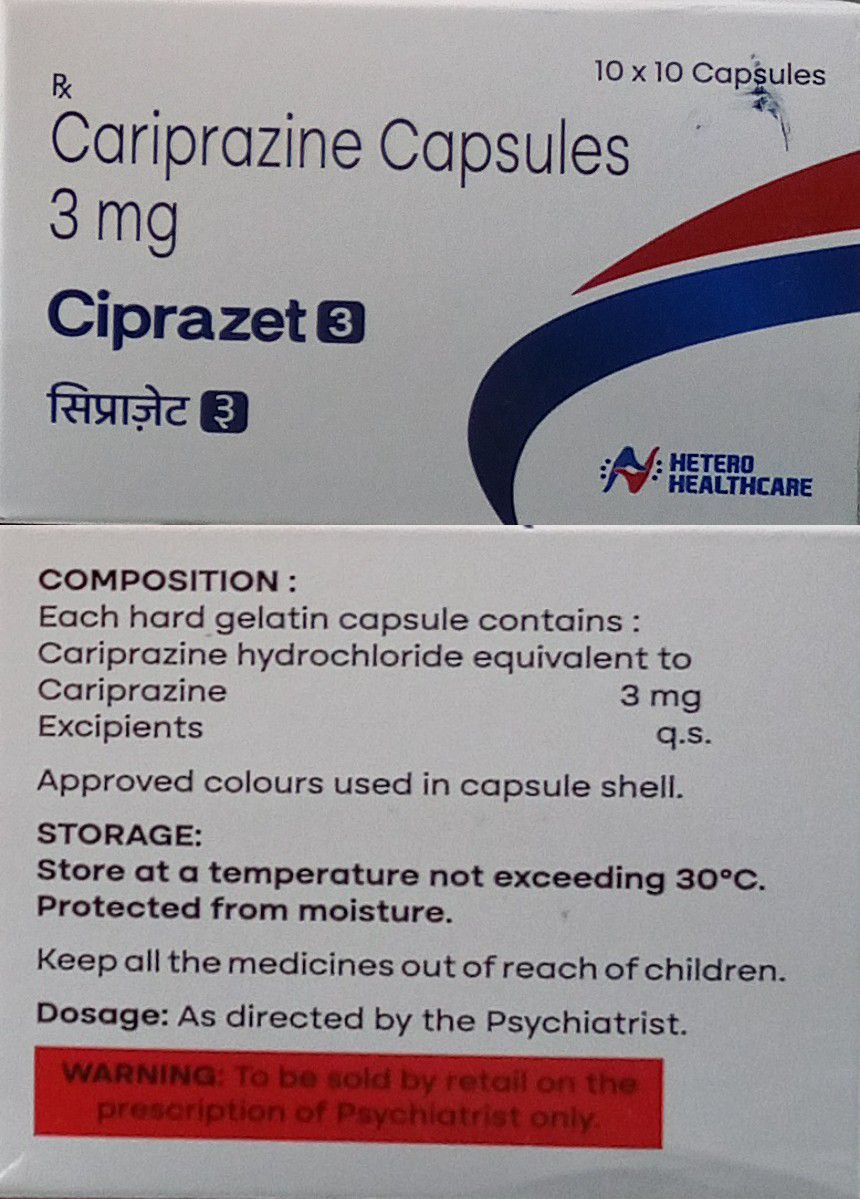 10 x 10 Capsules
Rx
Cariprazine Capsules
3 mg
Ciprazet 3
सिप्राज़ेट ३
HETERO
HEALTHCARE
COMPOSITION :
Each hard gelatin capsule contains :
Cariprazine hydrochloride equivalent to
Cariprazine 3 mg
Excipients q.s.
Approved colours used in capsule shell.
STORAGE:
Store at a temperature not exceeding 30°C.
Protected from moisture.
Keep all the medicines out of reach of children.
Dosage: As directed by the Psychiatrist.
WARNING: To be sold by retail on the
prescription of Psychiatrist only.